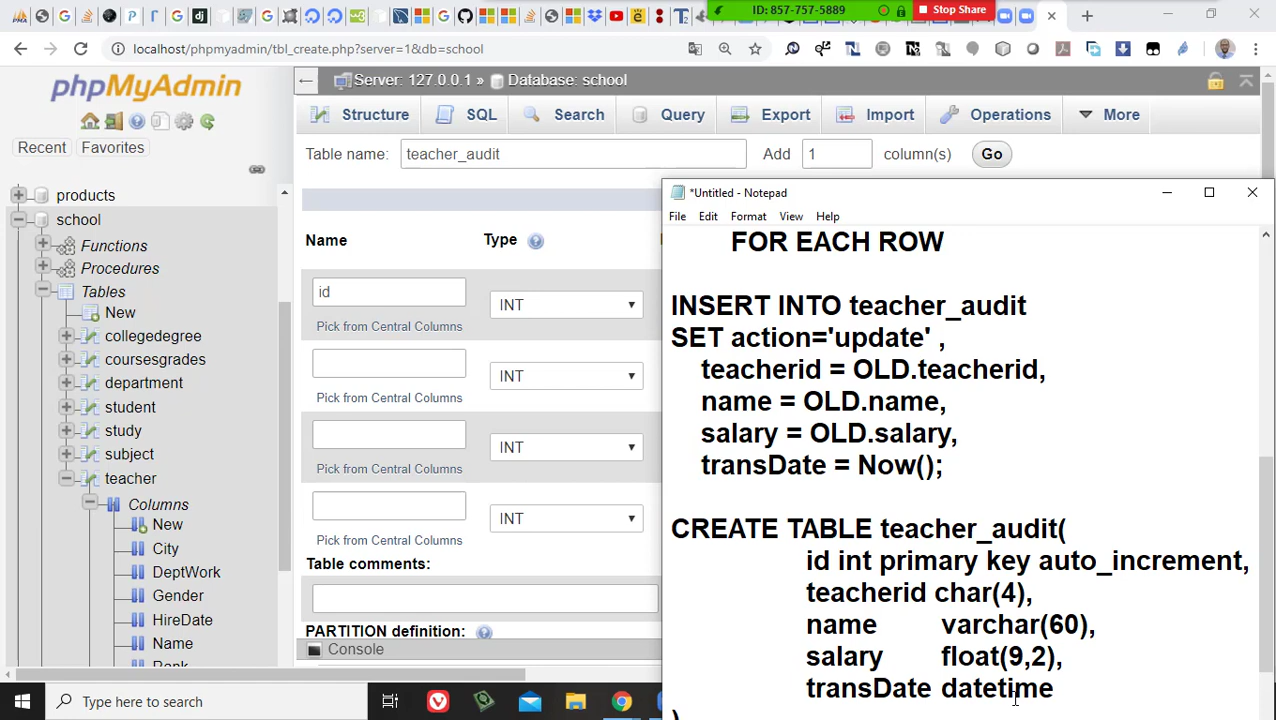 ID: 857-757-5889
Stop Share
localhost/phpmyadmin/tbl_create.php?server=1&db=school
phpMyAdmin
Recent
Favorites
products
school
Functions
Procedures
Tables
New
collegedegree
coursesgrades
department
student
study
subject
teacher
Columns
New
City
DeptWork
Gender
HireDate
Name
Server: 127.0.0.1 » Database: school
Structure
SQL
Search
Query
Export
Import
Operations
More
Table name:
teacher_audit
Add
1
column(s)
Go
Name
Type
id
INT
Pick from Central Columns
INT
Pick from Central Columns
INT
Pick from Central Columns
INT
Pick from Central Columns
Table comments:
PARTITION definition:
Console
*Untitled - Notepad
File Edit Format View Help
FOR EACH ROW
INSERT INTO teacher_audit
SET action='update' ,
teacherid = OLD.teacherid,
name = OLD.name,
salary = OLD.salary,
transDate = Now();
CREATE TABLE teacher_audit(
id int primary key auto_increment,
teacherid char(4),
name varchar(60),
salary float(9,2),
transDate datetime
)
Type here to search